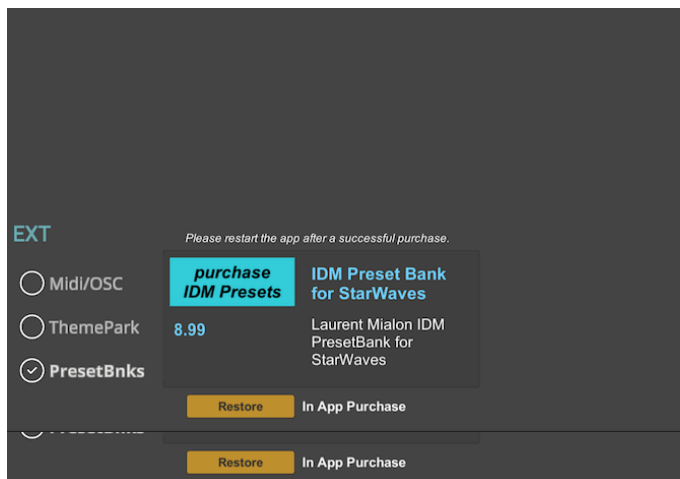 EXT
Please restart the app after a successful purchase.
Midi/OSC
ThemePark
PresetBnks
purchase
IDM Presets
8.99
IDM Preset Bank
for StarWaves
Laurent Mialon IDM
PresetBank for
StarWaves
Restore
In App Purchase
Restore
In App Purchase